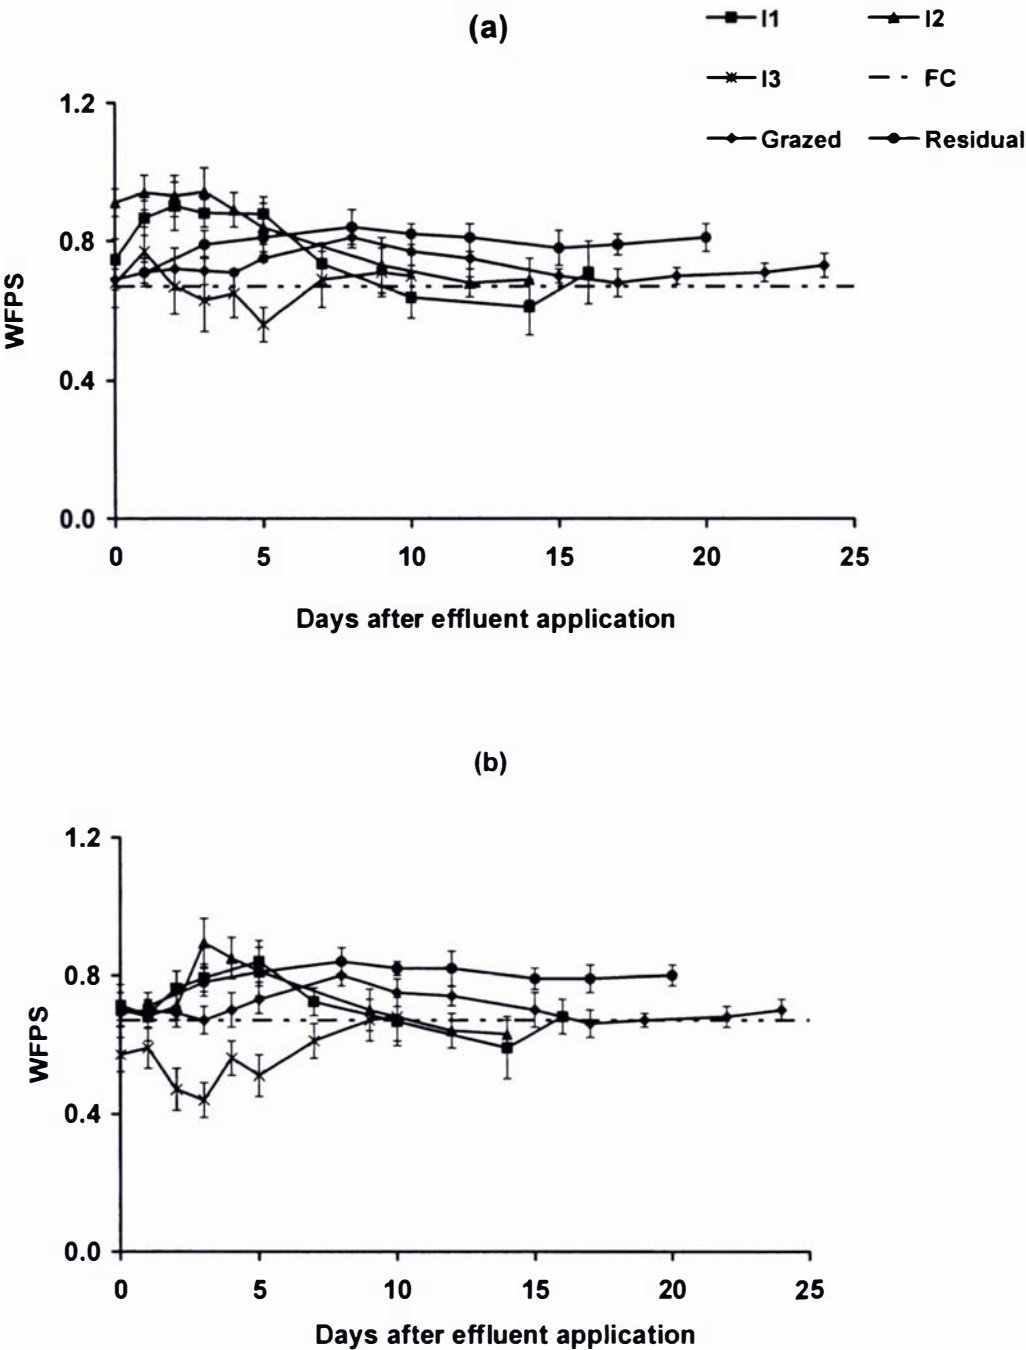 (a)
I1 I2
I3 FC
Grazed Residual
1.2
0.8
0.4
0.0
WFPS
0 5 10 15 20 25
Days after effluent application
(b)
1.2
0.8
0.4
0.0
WFPS
0 5 10 15 20 25
Days after effluent application